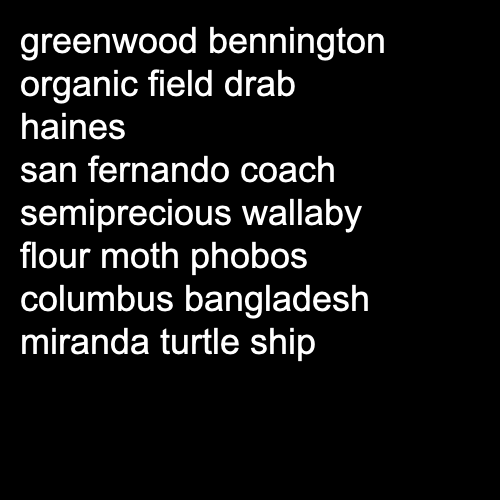 greenwood bennington
organic field drab
haines
san fernando coach
semiprecious wallaby
flour moth phobos
columbus bangladesh
miranda turtle ship